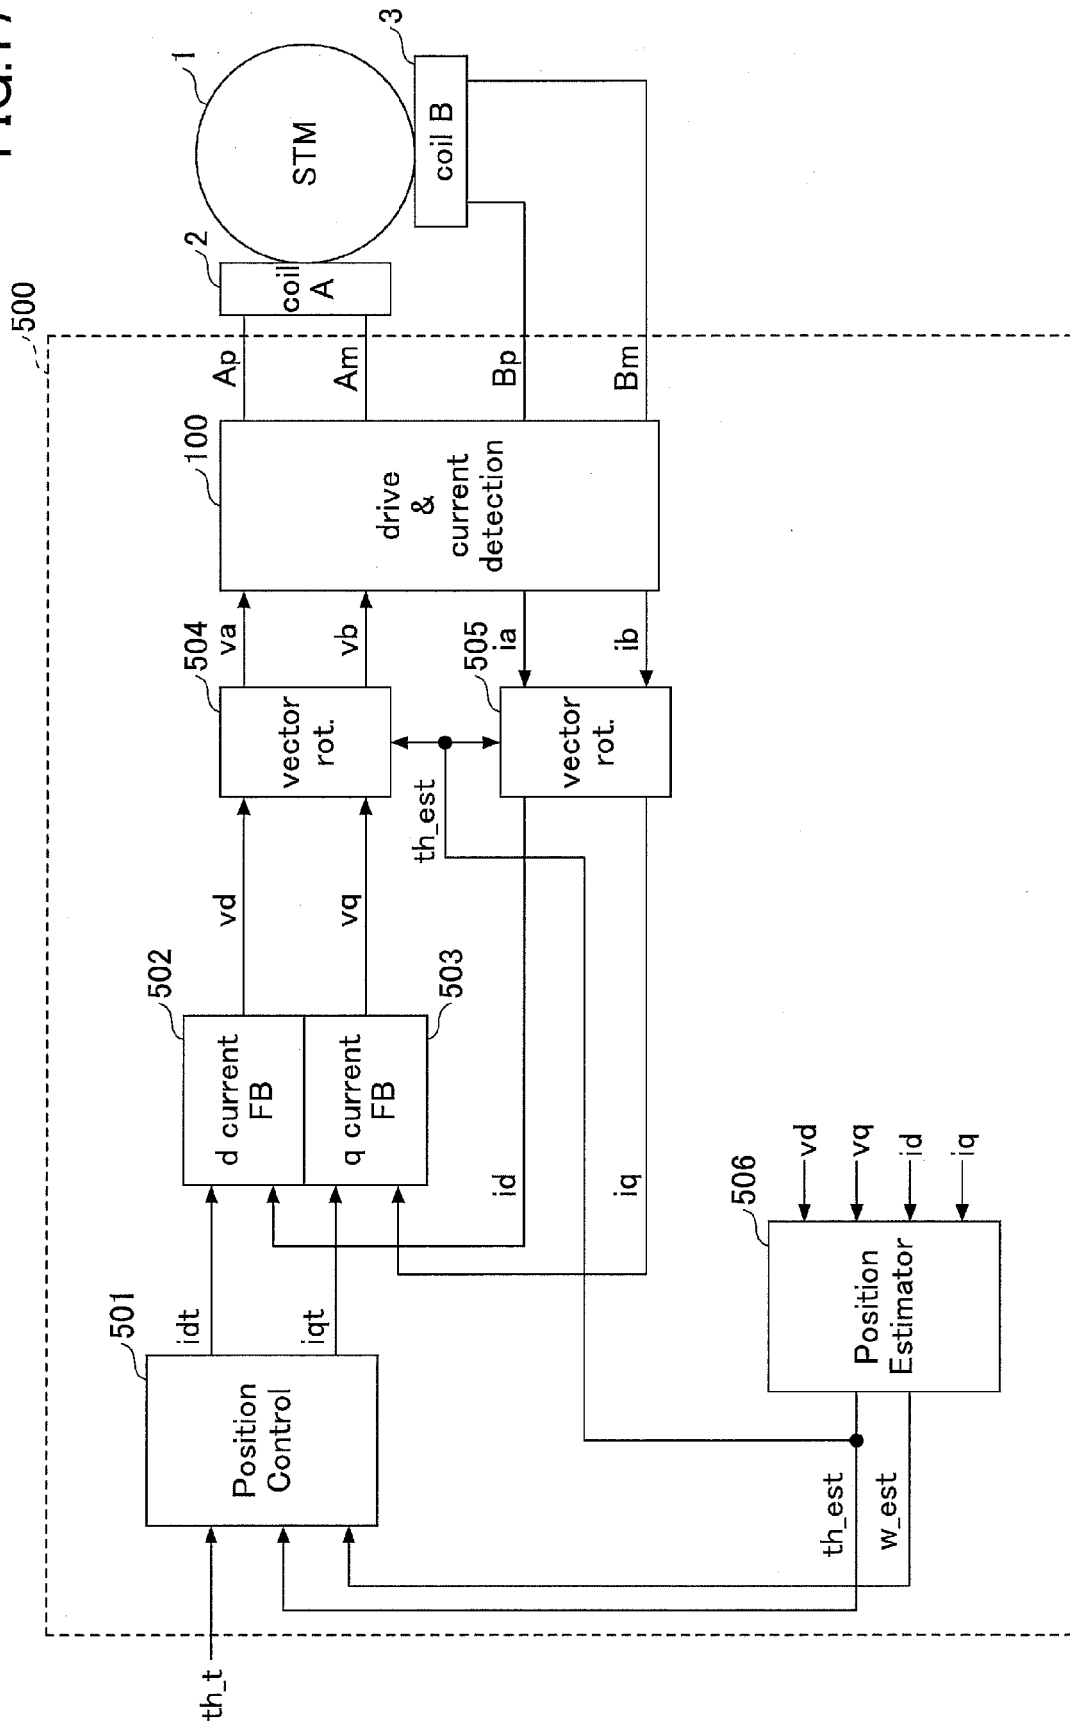 FIG.17
500
th_t
501
Position
Control
idt
iqt
502
d current
FB
q current
FB
503
vd
vq
504
vector
rot.
va
vb
100
drive
&
current
detection
Ap
Am
Bp
Bm
2
coil
A
1
STM
3
coil B
id
iq
th_est
505
vector
rot.
ia
ib
th_est
w_est
506
Position
Estimator
vd
vq
id
iq